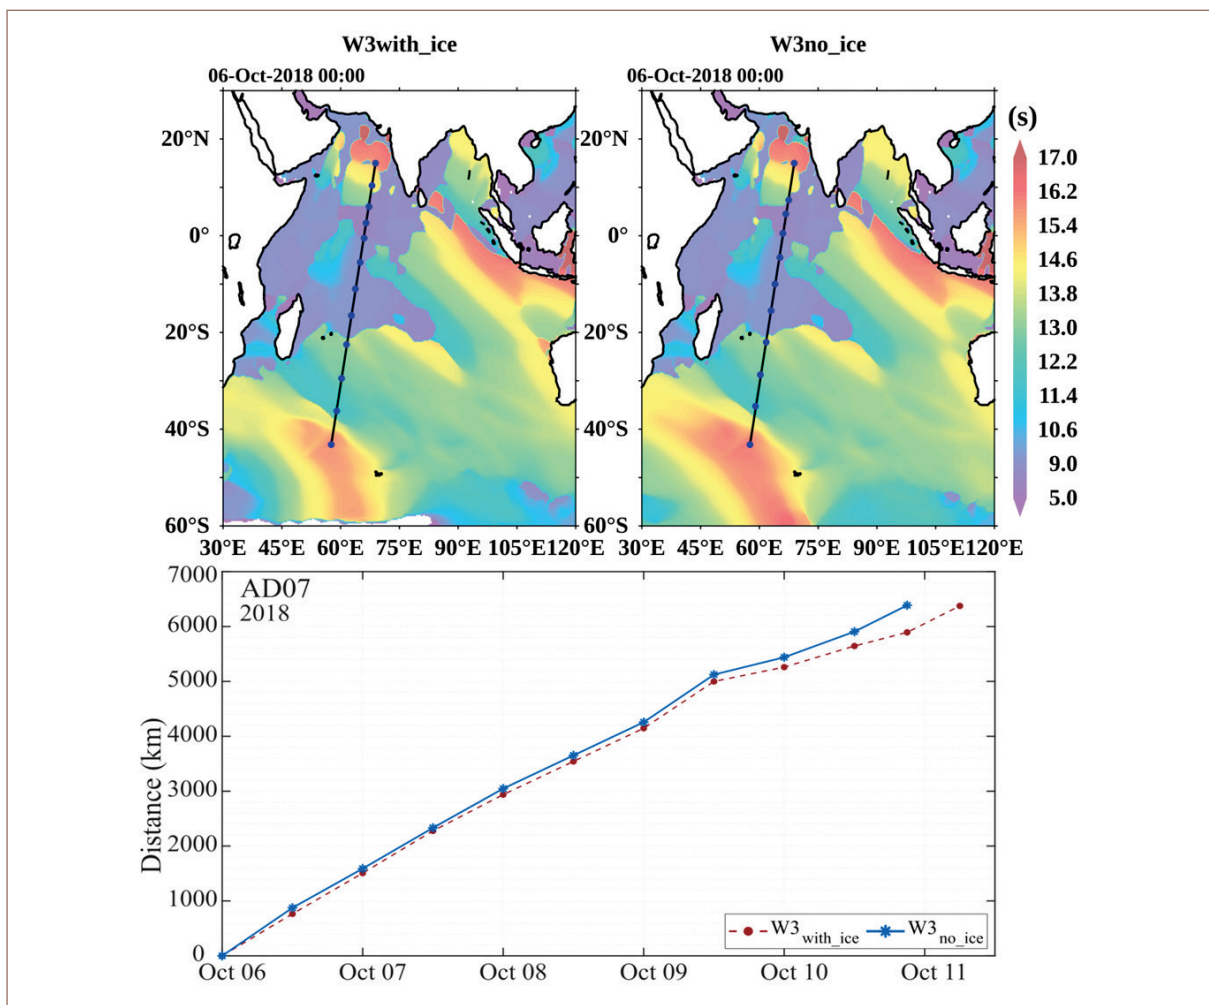 W3with_ice
W3no_ice
06-Oct-2018 00:00
06-Oct-2018 00:00
(s)
20°N
0°
20°S
40°S
60°S
30°E 45°E 60°E 75°E 90°E 105°E 120°E
20°N
0°
20°S
40°S
60°S
30°E 45°E 60°E 75°E 90°E 105°E 120°E
17.0
16.2
15.4
14.6
13.8
13.0
12.2
11.4
10.6
9.0
5.0
AD07
2018
Distance (km)
7000
6000
5000
4000
3000
2000
1000
0
Oct 06 Oct 07 Oct 08 Oct 09 Oct 10 Oct 11
W3with_ice W3no_ice